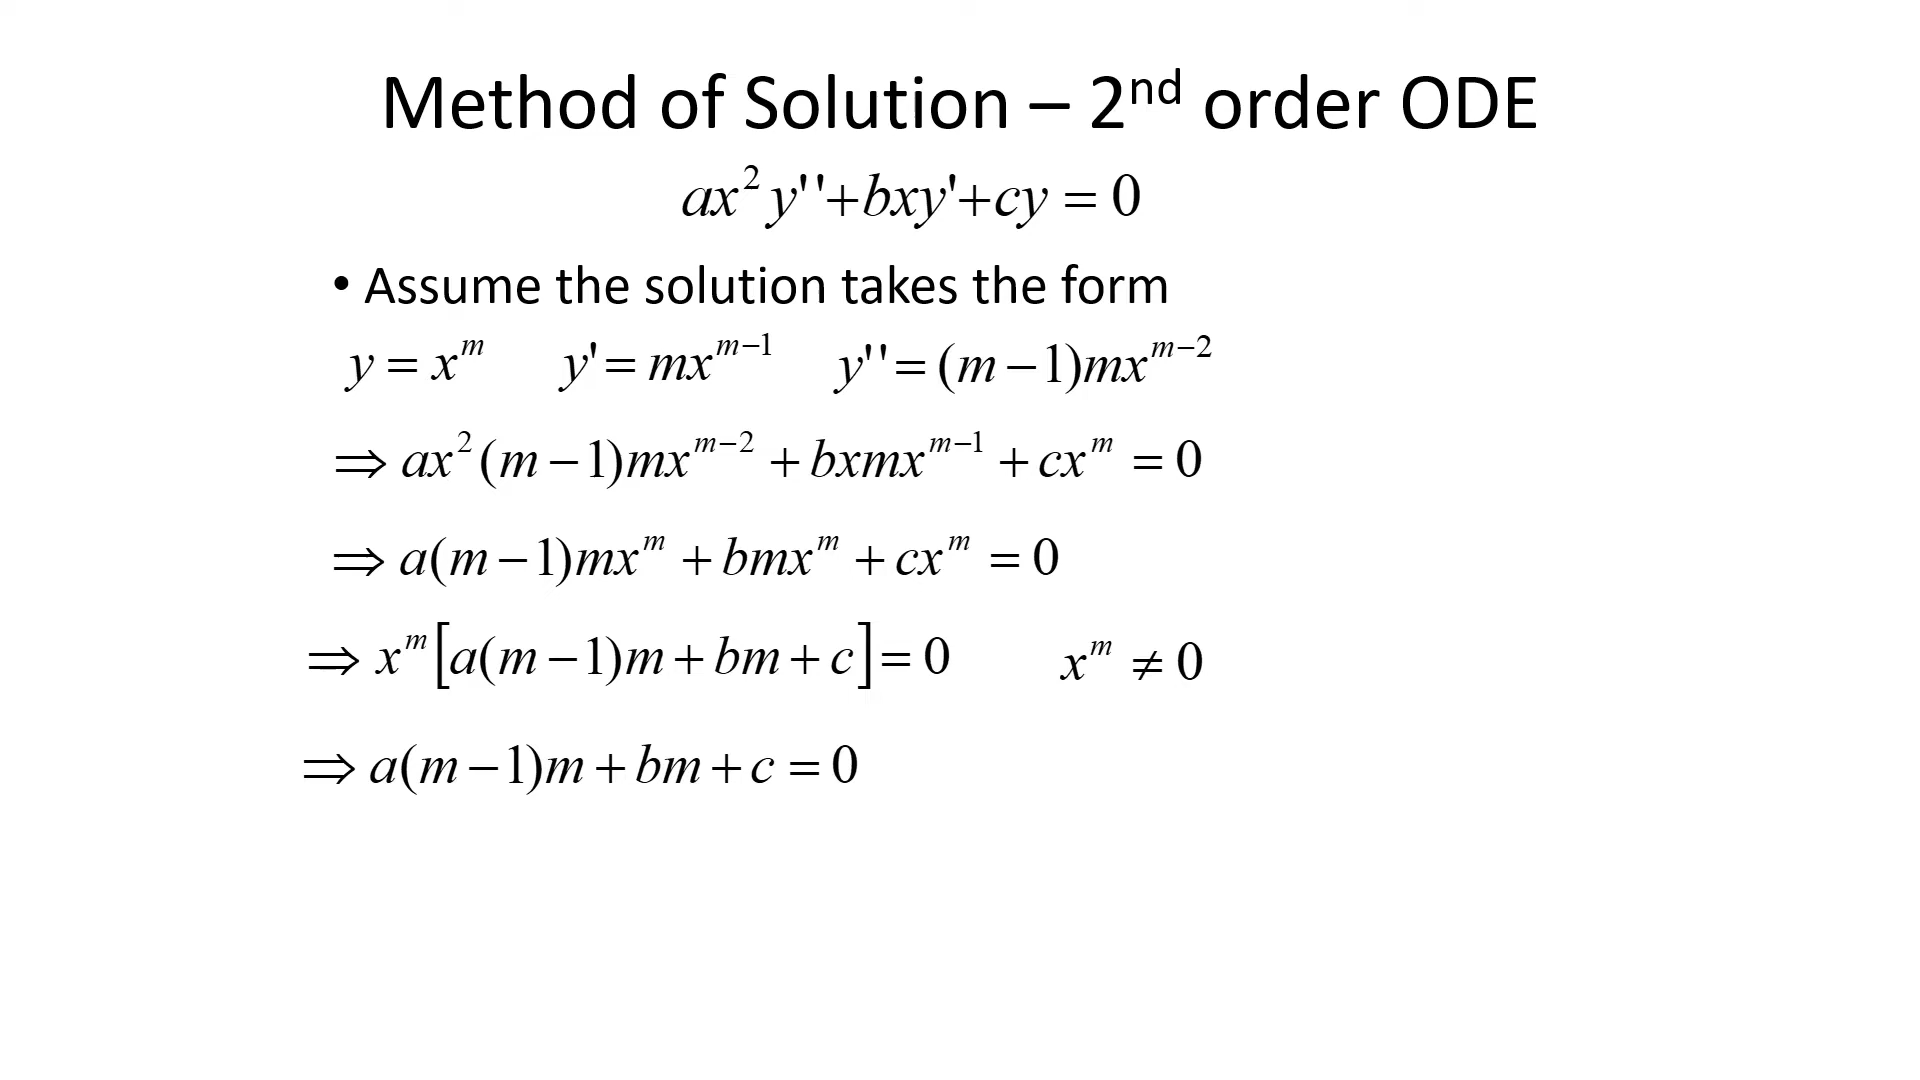 Method of Solution – 2nd order ODE
ax² y''+bxy'+cy = 0
• Assume the solution takes the form
y = x^m   y'= mx^{m−1}   y''= (m−1)mx^{m−2}
⇒ ax²(m−1)mx^{m−2} + bxmx^{m−1} + cx^m = 0
⇒ a(m−1)mx^m + bmx^m + cx^m = 0
⇒ x^m[a(m−1)m + bm + c] = 0   x^m ≠ 0
⇒ a(m−1)m + bm + c = 0